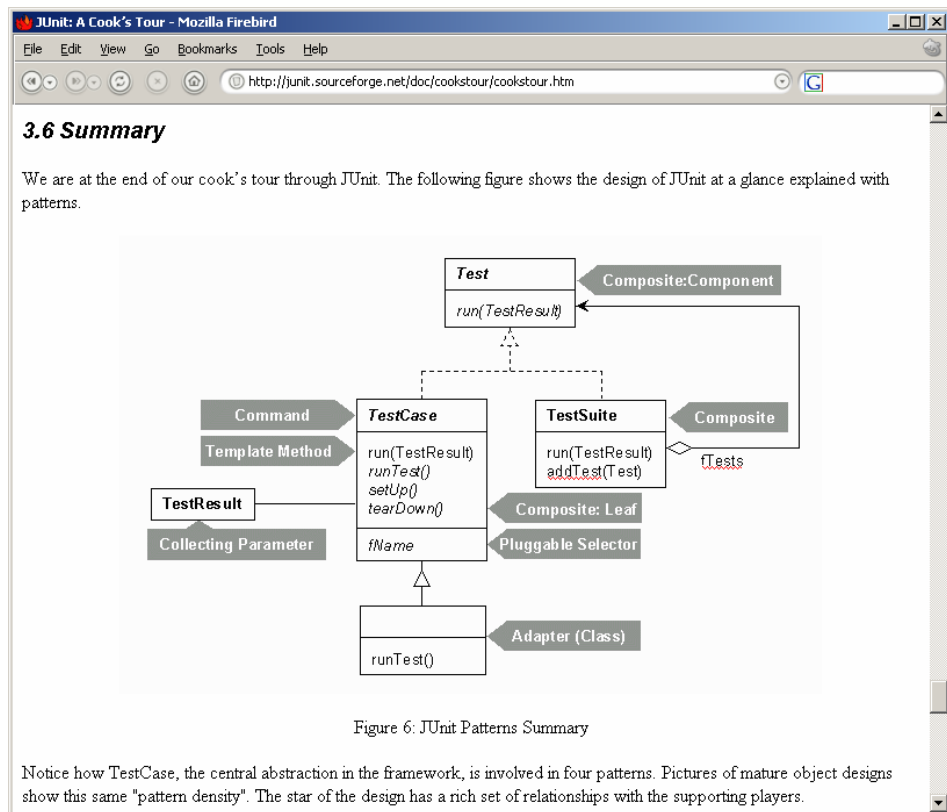 JUnit: A Cook's Tour - Mozilla Firebird
File Edit View Go Bookmarks Tools Help
http://junit.sourceforge.net/doc/cookstour/cookstour.htm
G
3.6 Summary
We are at the end of our cook's tour through JUnit. The following figure shows the design of JUnit at a glance explained with
patterns.
Test
Composite:Component
run(TestResult)
Command
TestCase
TestSuite
Composite
Template Method
run(TestResult)
runTest()
setUp()
tearDown()
run(TestResult)
addTest(Test)
fTests
TestResult
Composite: Leaf
Collecting Parameter
fName
Pluggable Selector
Adapter (Class)
runTest()
Figure 6: JUnit Patterns Summary
Notice how TestCase, the central abstraction in the framework, is involved in four patterns. Pictures of mature object designs
show this same "pattern density". The star of the design has a rich set of relationships with the supporting players.